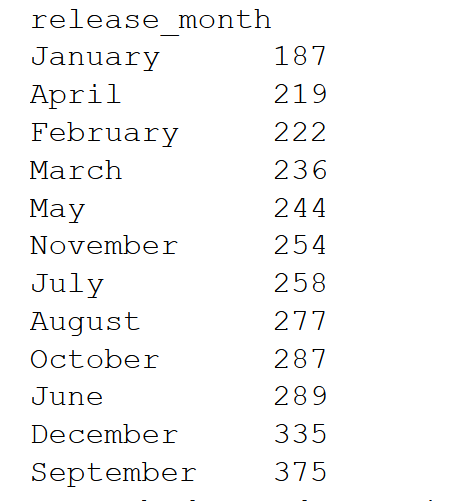 release_month
January 187
April 219
February 222
March 236
May 244
November 254
July 258
August 277
October 287
June 289
December 335
September 375